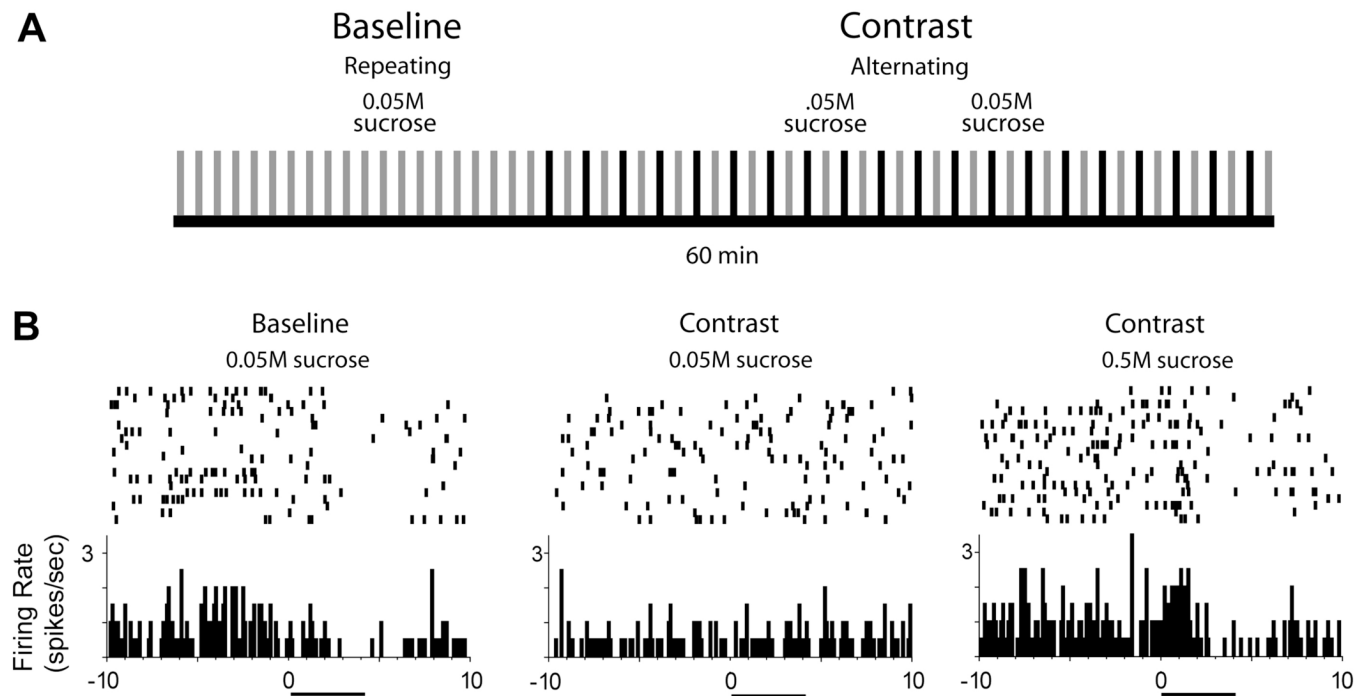 A
Baseline
Contrast
Repeating
Alternating
0.05M
sucrose
.05M
sucrose
0.05M
sucrose
60 min
B
Baseline
Contrast
Contrast
0.05M sucrose
0.05M sucrose
0.5M sucrose
Firing Rate
(spikes/sec)
3
3
3
-10
0
10
-10
0
10
-10
0
10